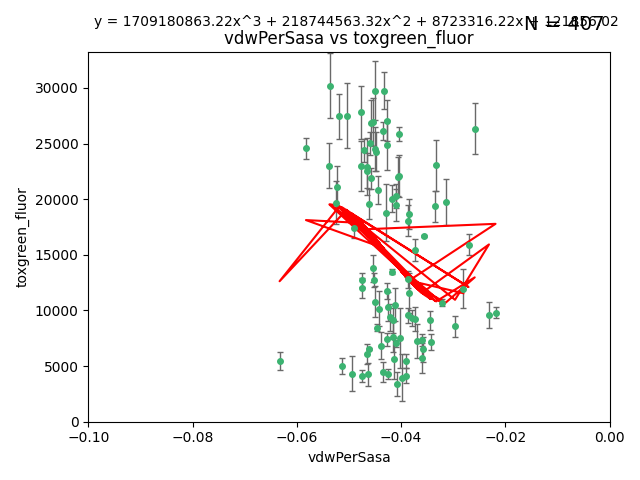 y = 1709180863.22x^3 + 218744563.32x^2 + 8723316.22x +
N = 407
vdwPerSasa vs toxgreen_fluor
30000
25000
20000
15000
10000
5000
0
toxgreen_fluor
−0.10
−0.08
−0.06
−0.04
−0.02
0.00
vdwPerSasa